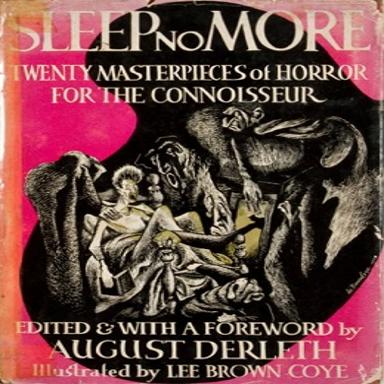 SLEEP NO MORE
TWENTY MASTERPIECES of HORROR
FOR THE CONNOISSEUR
EDITED & WITH A FOREWORD by
AUGUST DERLETH
Illustrated by LEE BROWN COYE